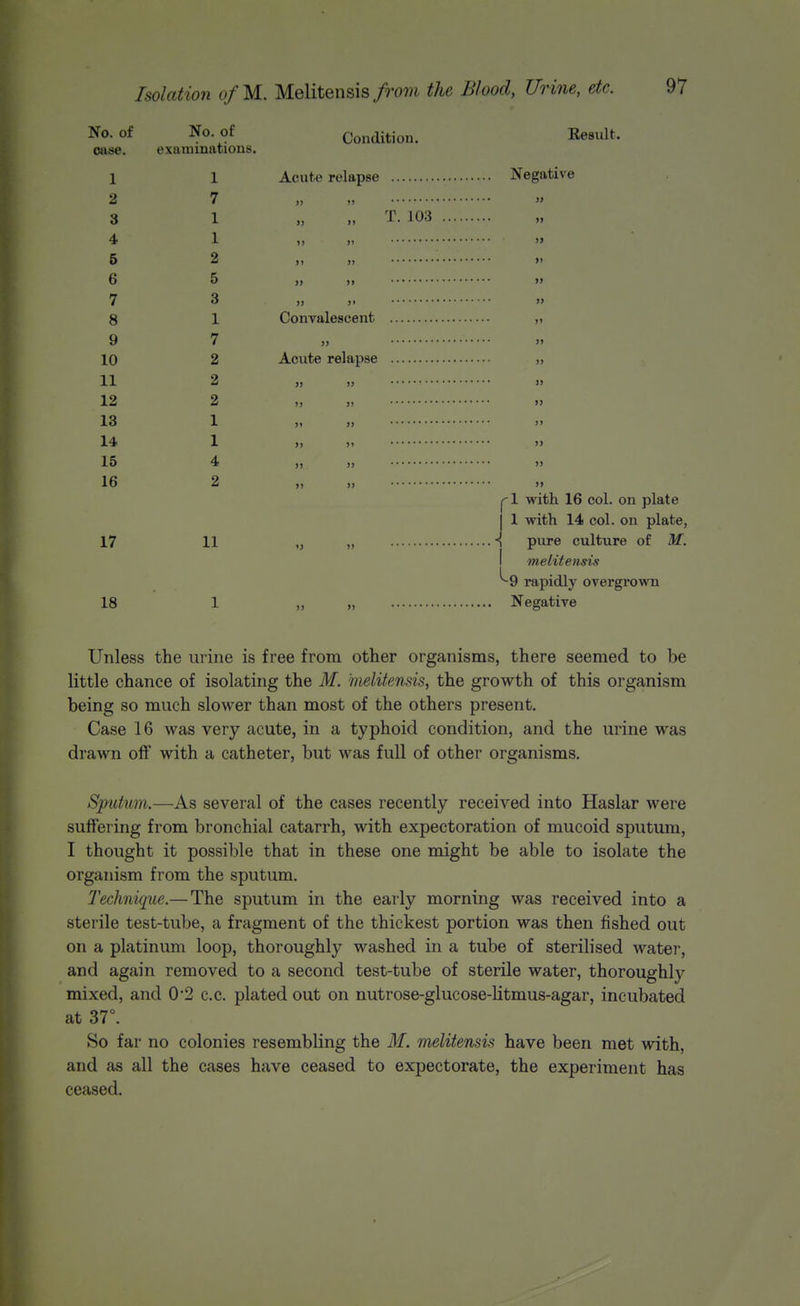 Isolation of M. Melitensis from the Blood, Urine, etc. 97
No. of case. No. of examinations. Condition. Result.
1 1 Acute relapse .................... Negative
2 7 „ „ .................... „
3 1 „ „ T. 103 ......... „
4 1 „ „ .................... „
5 2 „ „ .................... „
6 5 „ „ .................... „
7 3 „ „ .................... „
8 1 Convalescent .................... „
9 7 „ .................... „
10 2 Acute relapse .................... „
11 2 „ „ .................... „
12 2 „ „ .................... „
13 1 „ „ .................... „
14 1 „ „ .................... „
15 4 „ „ .................... „
16 2 „ „ .................... „
1 with 16 col. on plate
1 with 14 col. on plate,
17 11 „ „ .................... pure culture of M.
melitensis
9 rapidly overgrown
18 1 „ „ .................... Negative
Unless the urine is free from other organisms, there seemed to be
little chance of isolating the M. melitensis, the growth of this organism
being so much slower than most of the others present.
Case 16 was very acute, in a typhoid condition, and the urine was
drawn off with a catheter, but was full of other organisms.
Sputum.—As several of the cases recently received into Haslar were
suffering from bronchial catarrh, with expectoration of mucoid sputum,
I thought it possible that in these one might be able to isolate the
organism from the sputum.
Technique.—The sputum in the early morning was received into a
sterile test-tube, a fragment of the thickest portion was then fished out
on a platinum loop, thoroughly washed in a tube of sterilised water,
and again removed to a second test-tube of sterile water, thoroughly
mixed, and 0·2 c.c. plated out on nutrose-glucose-litmus-agar, incubated
at 37°.
So far no colonies resembling the M. melitensis have been met with,
and as all the cases have ceased to expectorate, the experiment has
ceased.